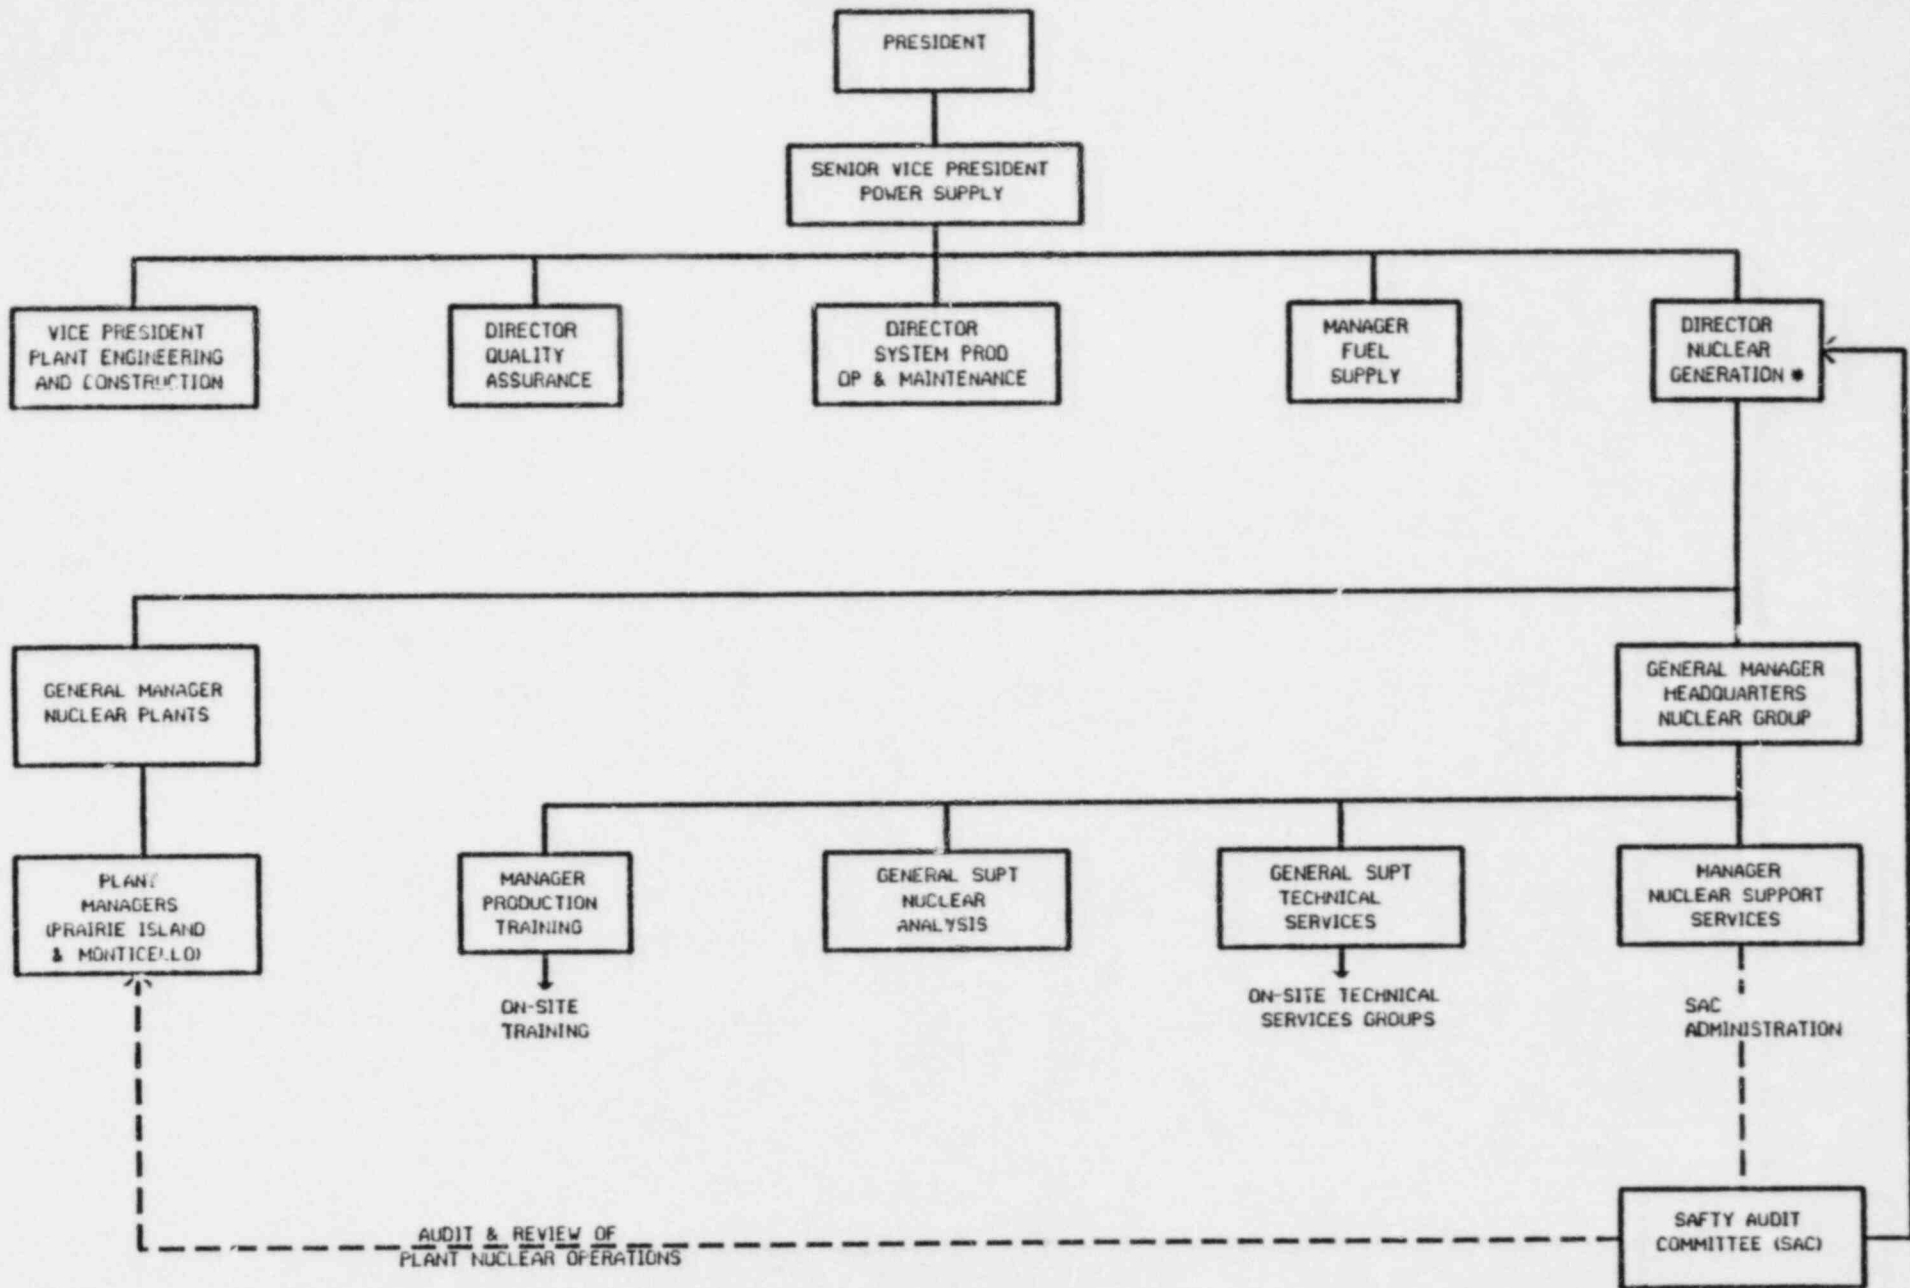 PRESIDENT
SENIOR VICE PRESIDENT
POWER SUPPLY
VICE PRESIDENT
PLANT ENGINEERING
AND CONSTRUCTION
DIRECTOR
QUALITY
ASSURANCE
DIRECTOR
SYSTEM PROD
OP & MAINTENANCE
MANAGER
FUEL
SUPPLY
DIRECTOR
NUCLEAR
GENERATION *
GENERAL MANAGER
NUCLEAR PLANTS
GENERAL MANAGER
HEADQUARTERS
NUCLEAR GROUP
PLANT
MANAGERS
(PRAIRIE ISLAND
& MONTICELLO)
MANAGER
PRODUCTION
TRAINING
GENERAL SUPT
NUCLEAR
ANALYSIS
GENERAL SUPT
TECHNICAL
SERVICES
MANAGER
NUCLEAR SUPPORT
SERVICES
ON-SITE
TRAINING
ON-SITE TECHNICAL
SERVICES GROUPS
SAC
ADMINISTRATION
AUDIT & REVIEW OF
PLANT NUCLEAR OPERATIONS
SAFTY AUDIT
COMMITTEE (SAC)